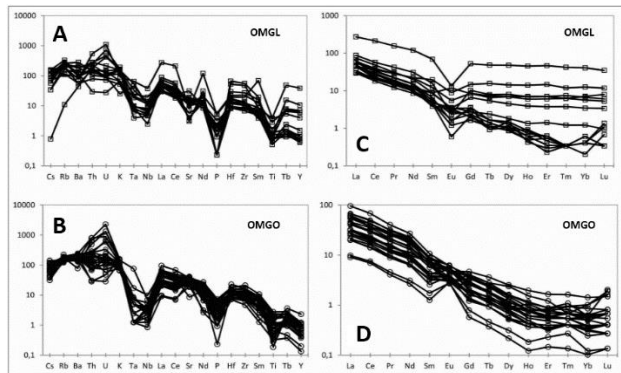 A
OMGL
10000
1000
100
10
1
0,1
Cs Rb Ba Th U K Ta Nb La Ce Sr Nd P Hf Zr Sm Ti Tb Y
C
OMGL
1000
100
10
1
0,1
La Ce Pr Nd Sm Eu Gd Tb Dy Ho Er Tm Yb Lu
B
OMGO
10000
1000
100
10
1
0,1
Cs Rb Ba Th U K Ta Nb La Ce Sr Nd P Hf Zr Sm Ti Tb Y
D
OMGO
100
10
1
0,1
La Ce Pr Nd Sm Eu Gd Tb Dy Ho Er Tm Yb Lu